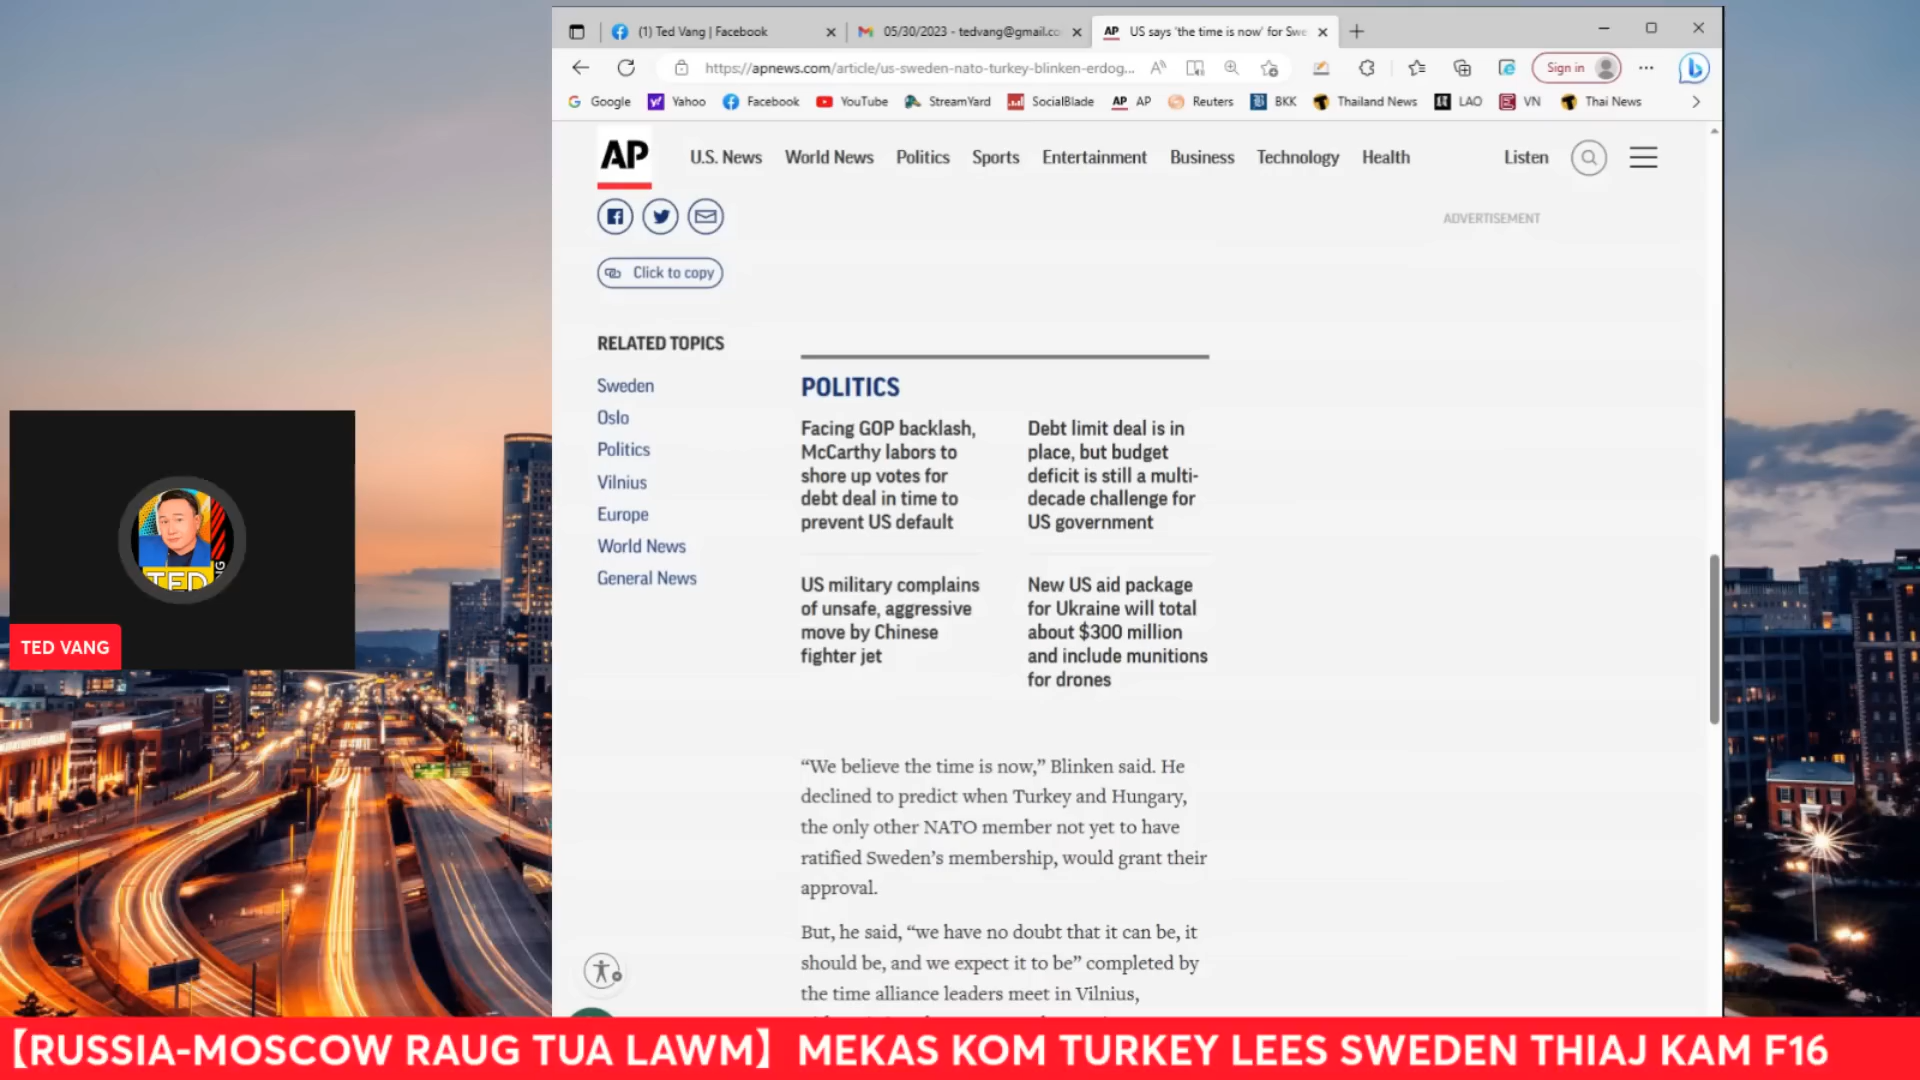 (1) Ted Vang | Facebook
05/30/2023 - tedvang@gmail.co
AP US says 'the time is now' for Swe
https://apnews.com/article/us-sweden-nato-turkey-blinken-erdog...
Sign in
Google Yahoo Facebook YouTube StreamYard SocialBlade AP AP Reuters BKK Thailand News LAO VN Thai News
AP U.S. News World News Politics Sports Entertainment Business Technology Health Listen
ADVERTISEMENT
Click to copy
RELATED TOPICS
Sweden
Oslo
Politics
Vilnius
Europe
World News
General News
POLITICS
Facing GOP backlash,
McCarthy labors to
shore up votes for
debt deal in time to
prevent US default
Debt limit deal is in
place, but budget
deficit is still a multi-
decade challenge for
US government
US military complains
of unsafe, aggressive
move by Chinese
fighter jet
New US aid package
for Ukraine will total
about $300 million
and include munitions
for drones
“We believe the time is now,” Blinken said. He
declined to predict when Turkey and Hungary,
the only other NATO member not yet to have
ratified Sweden’s membership, would grant their
approval.
But, he said, “we have no doubt that it can be, it
should be, and we expect it to be” completed by
the time alliance leaders meet in Vilnius,
TED
TED VANG
【RUSSIA-MOSCOW RAUG TUA LAWM】 MEKAS KOM TURKEY LEES SWEDEN THIAJ KAM F16